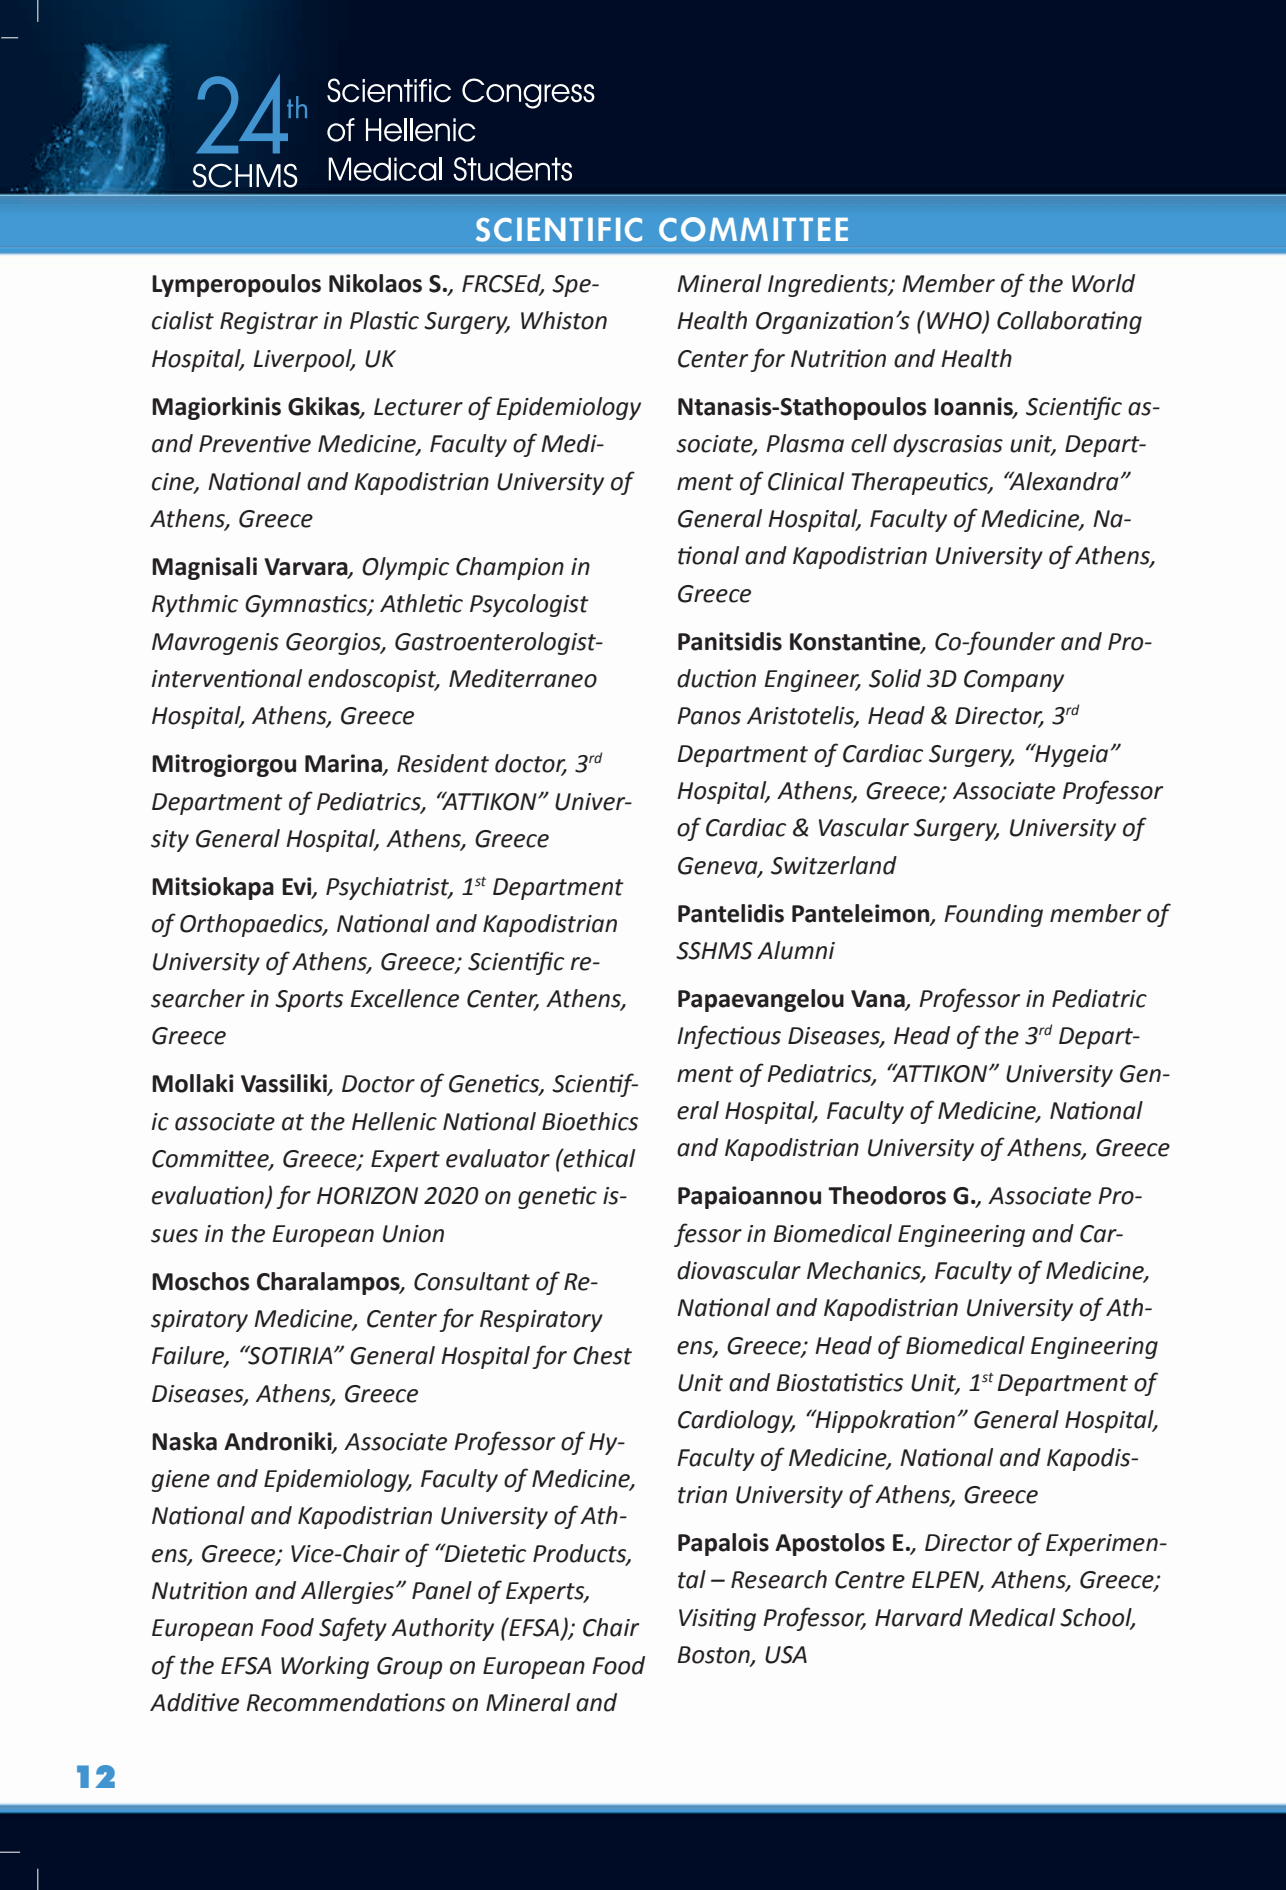 24th
SCHMS
Scientific Congress
of Hellenic
Medical Students
SCIENTIFIC COMMITTEE
Lymperopoulos Nikolaos S., FRCSEd, Spe-
cialist Registrar in Plastic Surgery, Whiston
Hospital, Liverpool, UK
Magiorkinis Gkikas, Lecturer of Epidemiology
and Preventive Medicine, Faculty of Medi-
cine, National and Kapodistrian University of
Athens, Greece
Magnisali Varvara, Olympic Champion in
Rythmic Gymnastics; Athletic Psycologist
Mavrogenis Georgios, Gastroenterologist-
interventional endoscopist, Mediterraneo
Hospital, Athens, Greece
Mitrogiorgou Marina, Resident doctor, 3rd
Department of Pediatrics, “ATTIKON” Univer-
sity General Hospital, Athens, Greece
Mitsiokapa Evi, Psychiatrist, 1st Department
of Orthopaedics, National and Kapodistrian
University of Athens, Greece; Scientific re-
searcher in Sports Excellence Center, Athens,
Greece
Mollaki Vassiliki, Doctor of Genetics, Scientif-
ic associate at the Hellenic National Bioethics
Committee, Greece; Expert evaluator (ethical
evaluation) for HORIZON 2020 on genetic is-
sues in the European Union
Moschos Charalampos, Consultant of Re-
spiratory Medicine, Center for Respiratory
Failure, “SOTIRIA” General Hospital for Chest
Diseases, Athens, Greece
Naska Androniki, Associate Professor of Hy-
giene and Epidemiology, Faculty of Medicine,
National and Kapodistrian University of Ath-
ens, Greece; Vice-Chair of “Dietetic Products,
Nutrition and Allergies” Panel of Experts,
European Food Safety Authority (EFSA); Chair
of the EFSA Working Group on European Food
Additive Recommendations on Mineral and
Mineral Ingredients; Member of the World
Health Organization’s (WHO) Collaborating
Center for Nutrition and Health
Ntanasis-Stathopoulos Ioannis, Scientific as-
sociate, Plasma cell dyscrasias unit, Depart-
ment of Clinical Therapeutics, “Alexandra”
General Hospital, Faculty of Medicine, Na-
tional and Kapodistrian University of Athens,
Greece
Panitsidis Konstantine, Co-founder and Pro-
duction Engineer, Solid 3D Company
Panos Aristotelis, Head & Director, 3rd
Department of Cardiac Surgery, “Hygeia”
Hospital, Athens, Greece; Associate Professor
of Cardiac & Vascular Surgery, University of
Geneva, Switzerland
Pantelidis Panteleimon, Founding member of
SSHMS Alumni
Papaevangelou Vana, Professor in Pediatric
Infectious Diseases, Head of the 3rd Depart-
ment of Pediatrics, “ATTIKON” University Gen-
eral Hospital, Faculty of Medicine, National
and Kapodistrian University of Athens, Greece
Papaioannou Theodoros G., Associate Pro-
fessor in Biomedical Engineering and Car-
diovascular Mechanics, Faculty of Medicine,
National and Kapodistrian University of Ath-
ens, Greece; Head of Biomedical Engineering
Unit and Biostatistics Unit, 1st Department of
Cardiology, “Hippokration” General Hospital,
Faculty of Medicine, National and Kapodis-
trian University of Athens, Greece
Papalois Apostolos E., Director of Experimen-
tal – Research Centre ELPEN, Athens, Greece;
Visiting Professor, Harvard Medical School,
Boston, USA
12